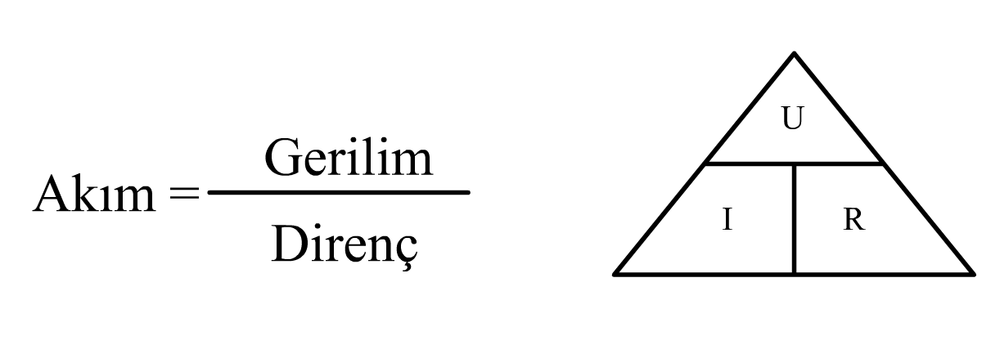 Gerilim
Akım =
Direnç
U
I R